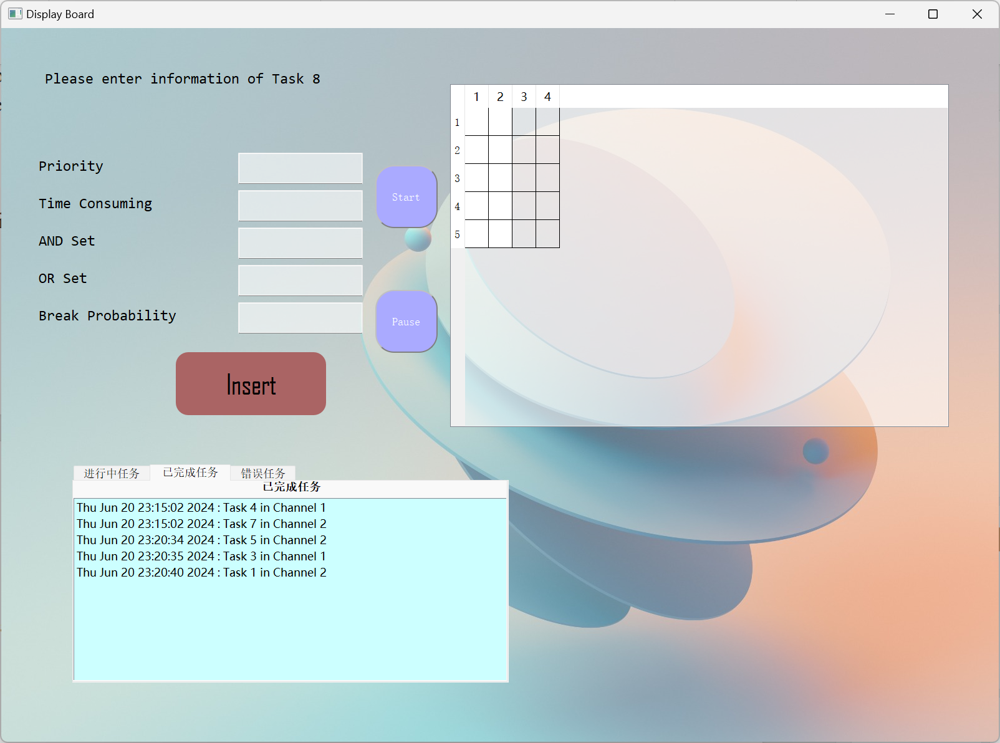 Display Board
Please enter information of Task 8
Priority
Time Consuming
AND Set
OR Set
Break Probability
Start
Pause
Insert
1 2 3 4
1
2
3
4
5
进行中任务 已完成任务 错误任务
已完成任务
Thu Jun 20 23:15:02 2024 : Task 4 in Channel 1
Thu Jun 20 23:15:02 2024 : Task 7 in Channel 2
Thu Jun 20 23:20:34 2024 : Task 5 in Channel 2
Thu Jun 20 23:20:35 2024 : Task 3 in Channel 1
Thu Jun 20 23:20:40 2024 : Task 1 in Channel 2